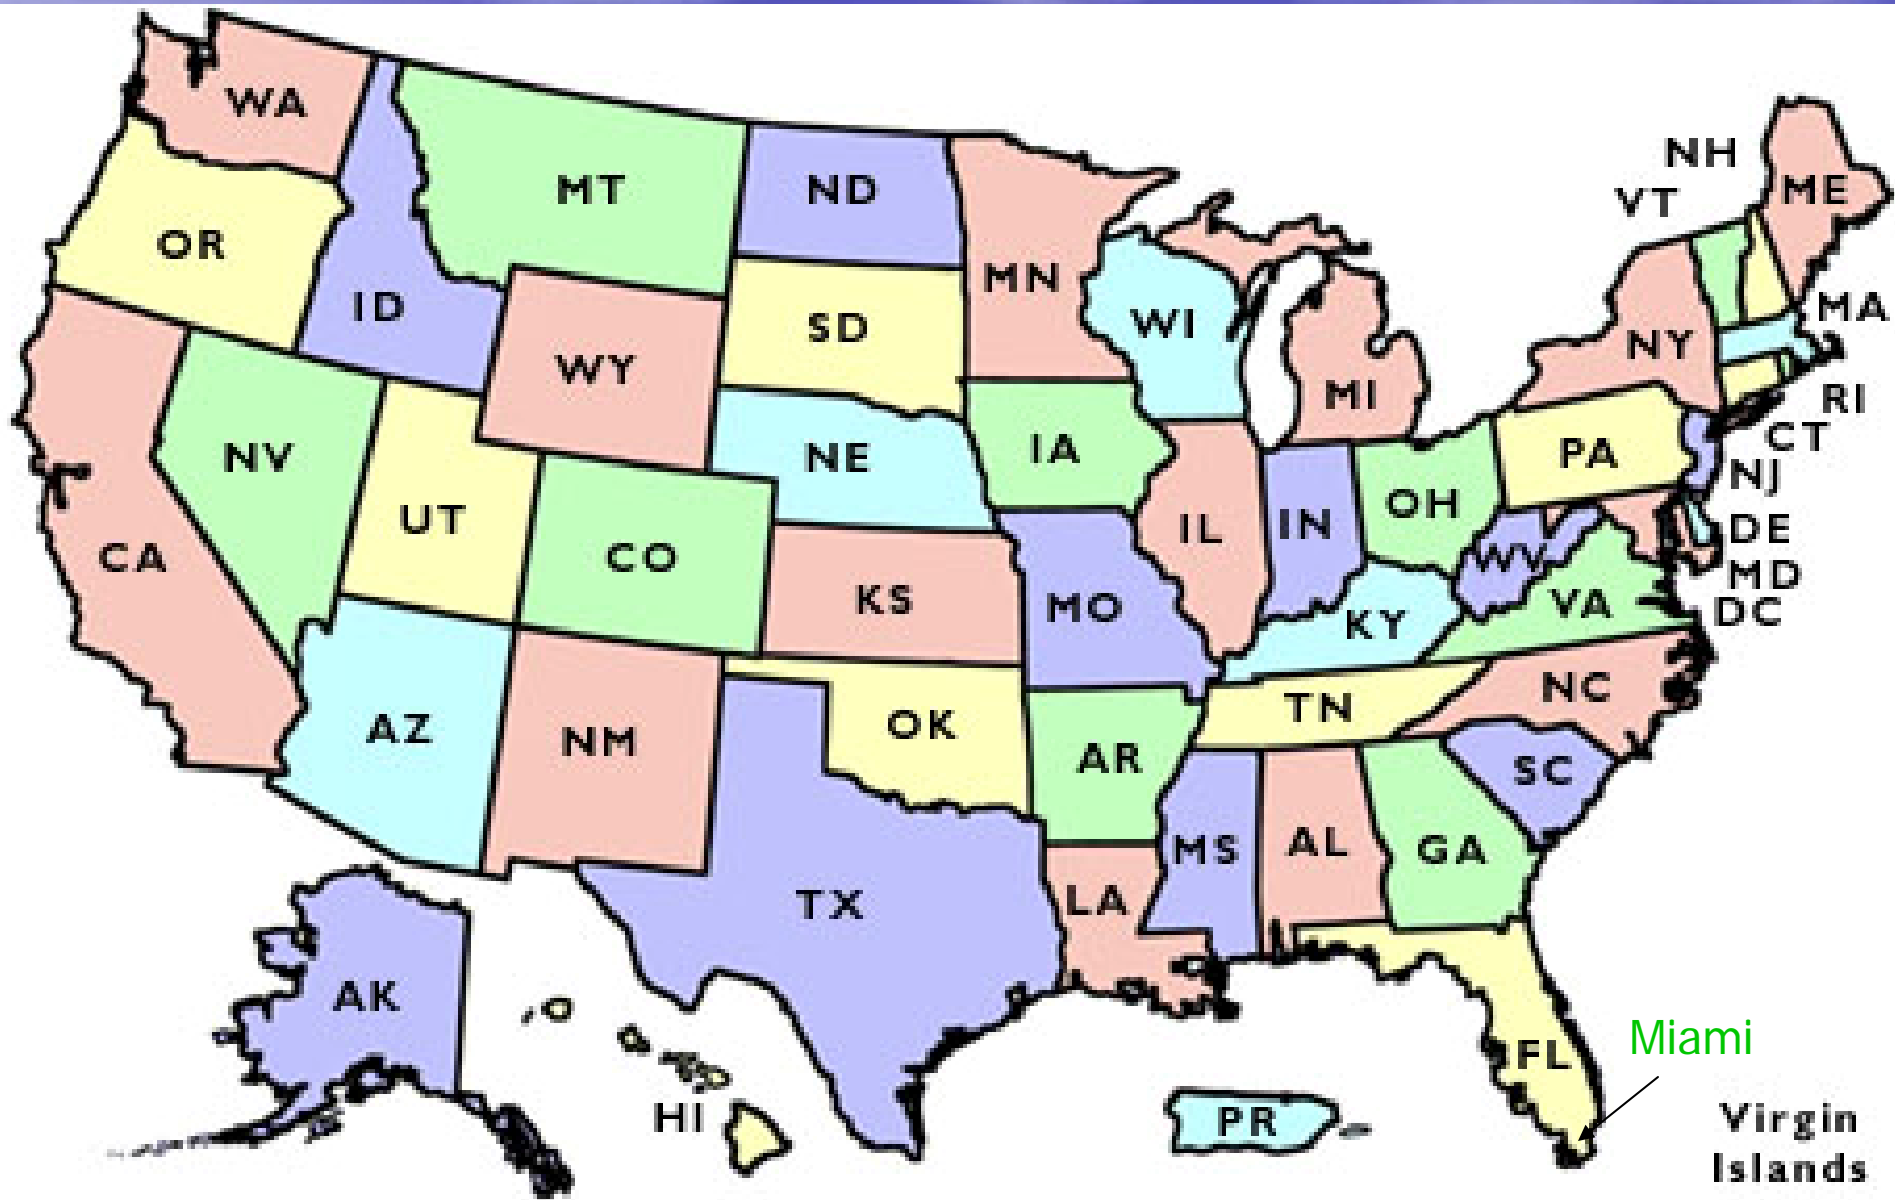 WA
NH
ME
VT
MT
ND
OR
MN
MA
ID
SD
WI
NY
WY
MI
RI
CT
NV
NE
IA
PA
NJ
UT
CO
IL
IN
OH
DE
CA
WV
MD
KS
MO
KY
VA
DC
AZ
NM
OK
TN
NC
AR
SC
TX
LA
MS
AL
GA
AK
Miami
FL
HI
PR
Virgin
Islands